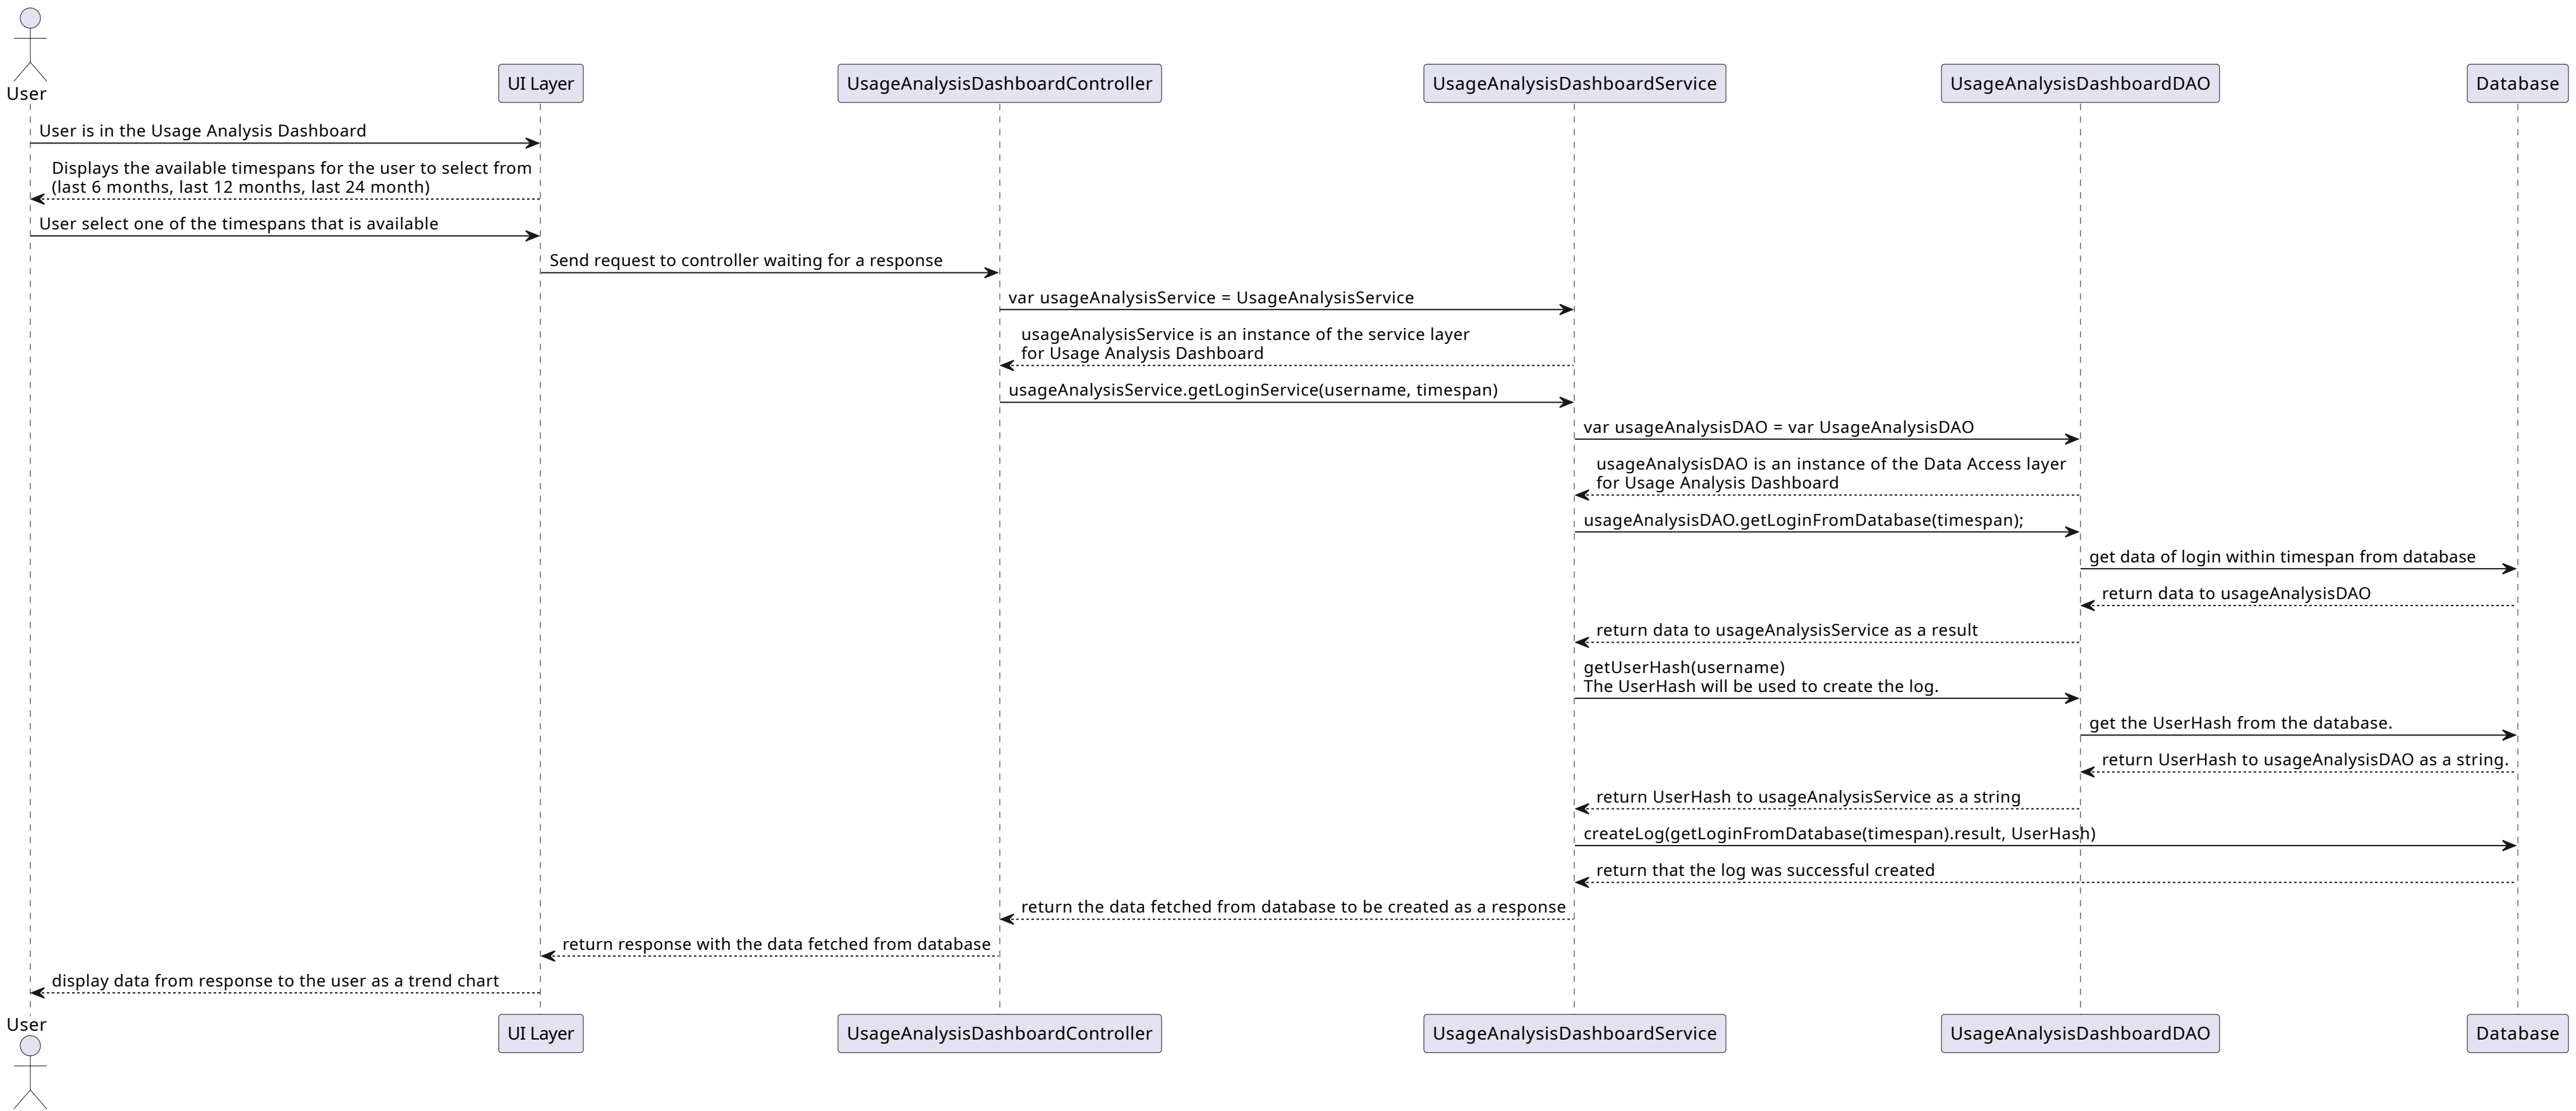 User
UI Layer
UsageAnalysisDashboardController
UsageAnalysisDashboardService
UsageAnalysisDashboardDAO
Database
User is in the Usage Analysis Dashboard
Displays the available timespans for the user to select from
(last 6 months, last 12 months, last 24 month)
User select one of the timespans that is available
Send request to controller waiting for a response
var usageAnalysisService = UsageAnalysisService
usageAnalysisService is an instance of the service layer
for Usage Analysis Dashboard
usageAnalysisService.getLoginService(username, timespan)
var usageAnalysisDAO = var UsageAnalysisDAO
usageAnalysisDAO is an instance of the Data Access layer
for Usage Analysis Dashboard
usageAnalysisDAO.getLoginFromDatabase(timespan);
get data of login within timespan from database
return data to usageAnalysisDAO
return data to usageAnalysisService as a result
getUserHash(username)
The UserHash will be used to create the log.
get the UserHash from the database.
return UserHash to usageAnalysisDAO as a string.
return UserHash to usageAnalysisService as a string
createLog(getLoginFromDatabase(timespan).result, UserHash)
return that the log was successful created
return the data fetched from database to be created as a response
return response with the data fetched from database
display data from response to the user as a trend chart
User
UI Layer
UsageAnalysisDashboardController
UsageAnalysisDashboardService
UsageAnalysisDashboardDAO
Database